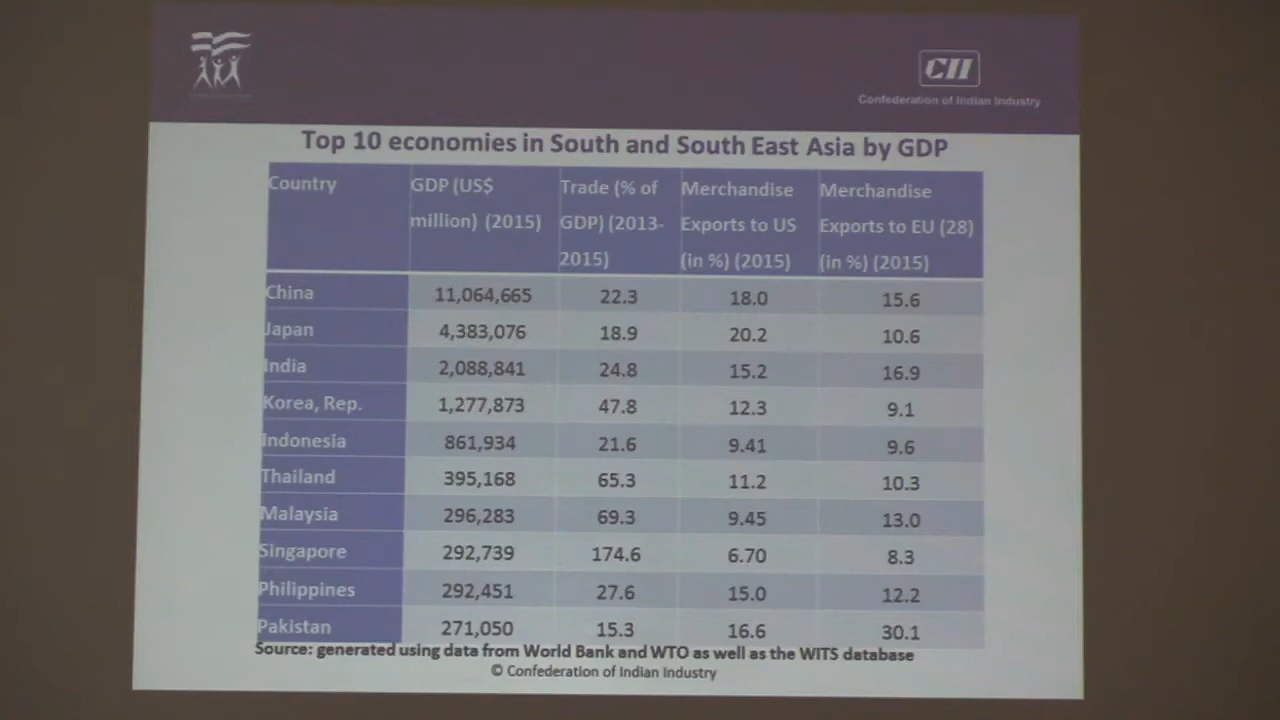 CII
Confederation of Indian Industry
Top 10 economies in South and South East Asia by GDP
Country GDP (US$ million) (2015) Trade (% of GDP) (2013-2015) Merchandise Exports to US (in %) (2015) Merchandise Exports to EU (28) (in %) (2015)
China 11,064,665 22.3 18.0 15.6
Japan 4,383,076 18.9 20.2 10.6
India 2,088,841 24.8 15.2 16.9
Korea, Rep. 1,277,873 47.8 12.3 9.1
Indonesia 861,934 21.6 9.41 9.6
Thailand 395,168 65.3 11.2 10.3
Malaysia 296,283 69.3 9.45 13.0
Singapore 292,739 174.6 6.70 8.3
Philippines 292,451 27.6 15.0 12.2
Pakistan 271,050 15.3 16.6 30.1
Source: generated using data from World Bank and WTO as well as the WITS database
© Confederation of Indian Industry